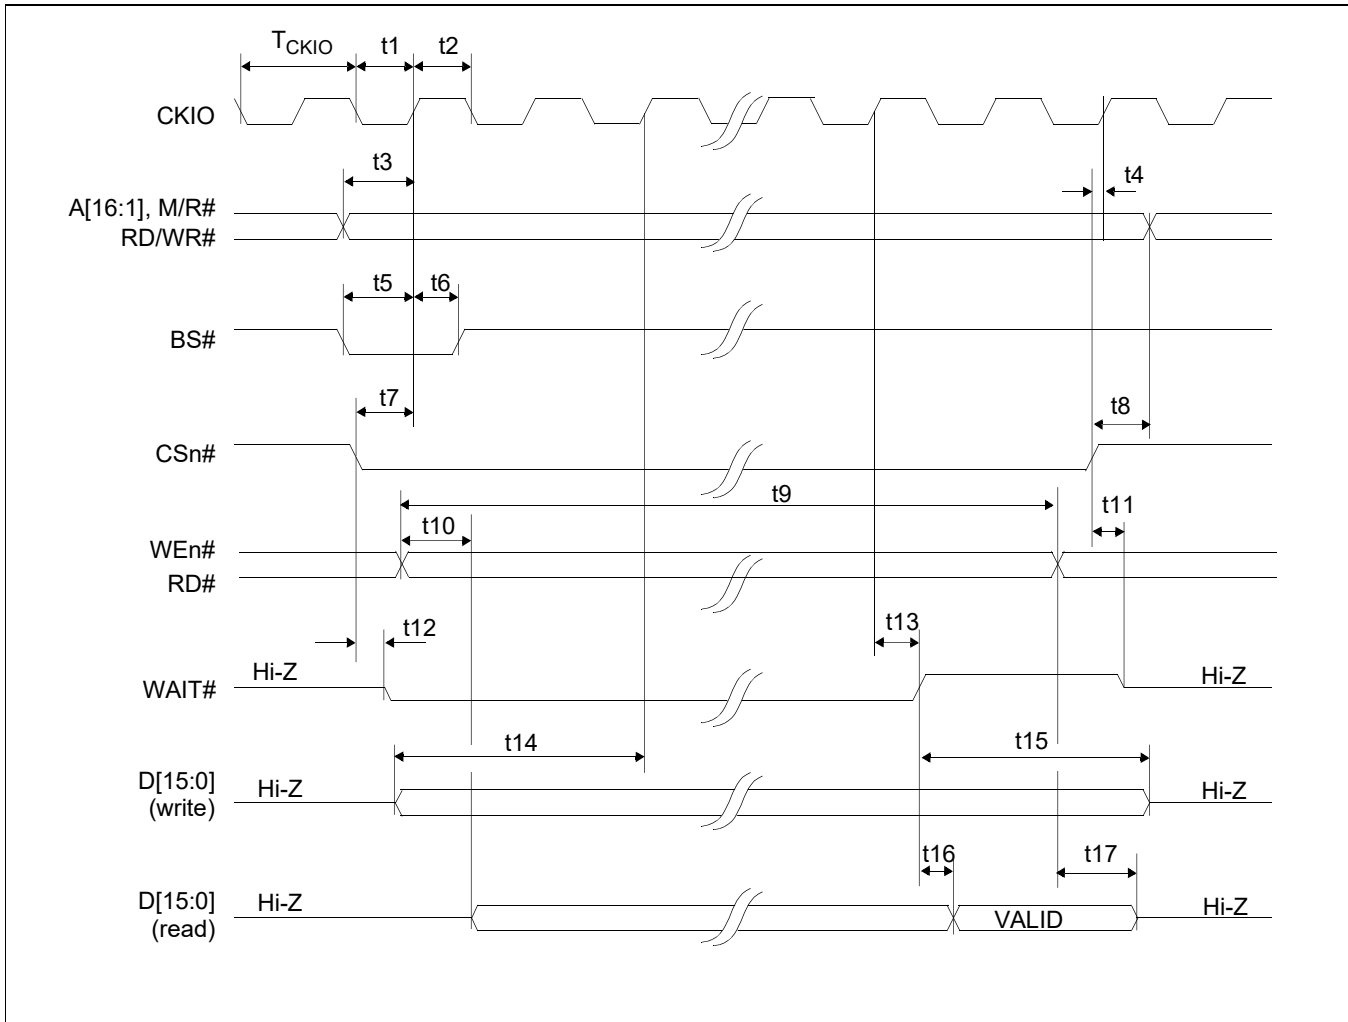 TCKIO t1 t2
CKIO
t3
t4
A[16:1], M/R#
RD/WR#
t5 t6
BS#
t7
t8
CSn#
t9
t11
t10
WEn#
RD#
t12
t13
Hi-Z
Hi-Z
WAIT#
t14
t15
D[15:0]
(write)
Hi-Z
Hi-Z
t16
t17
D[15:0]
(read)
Hi-Z
VALID
Hi-Z